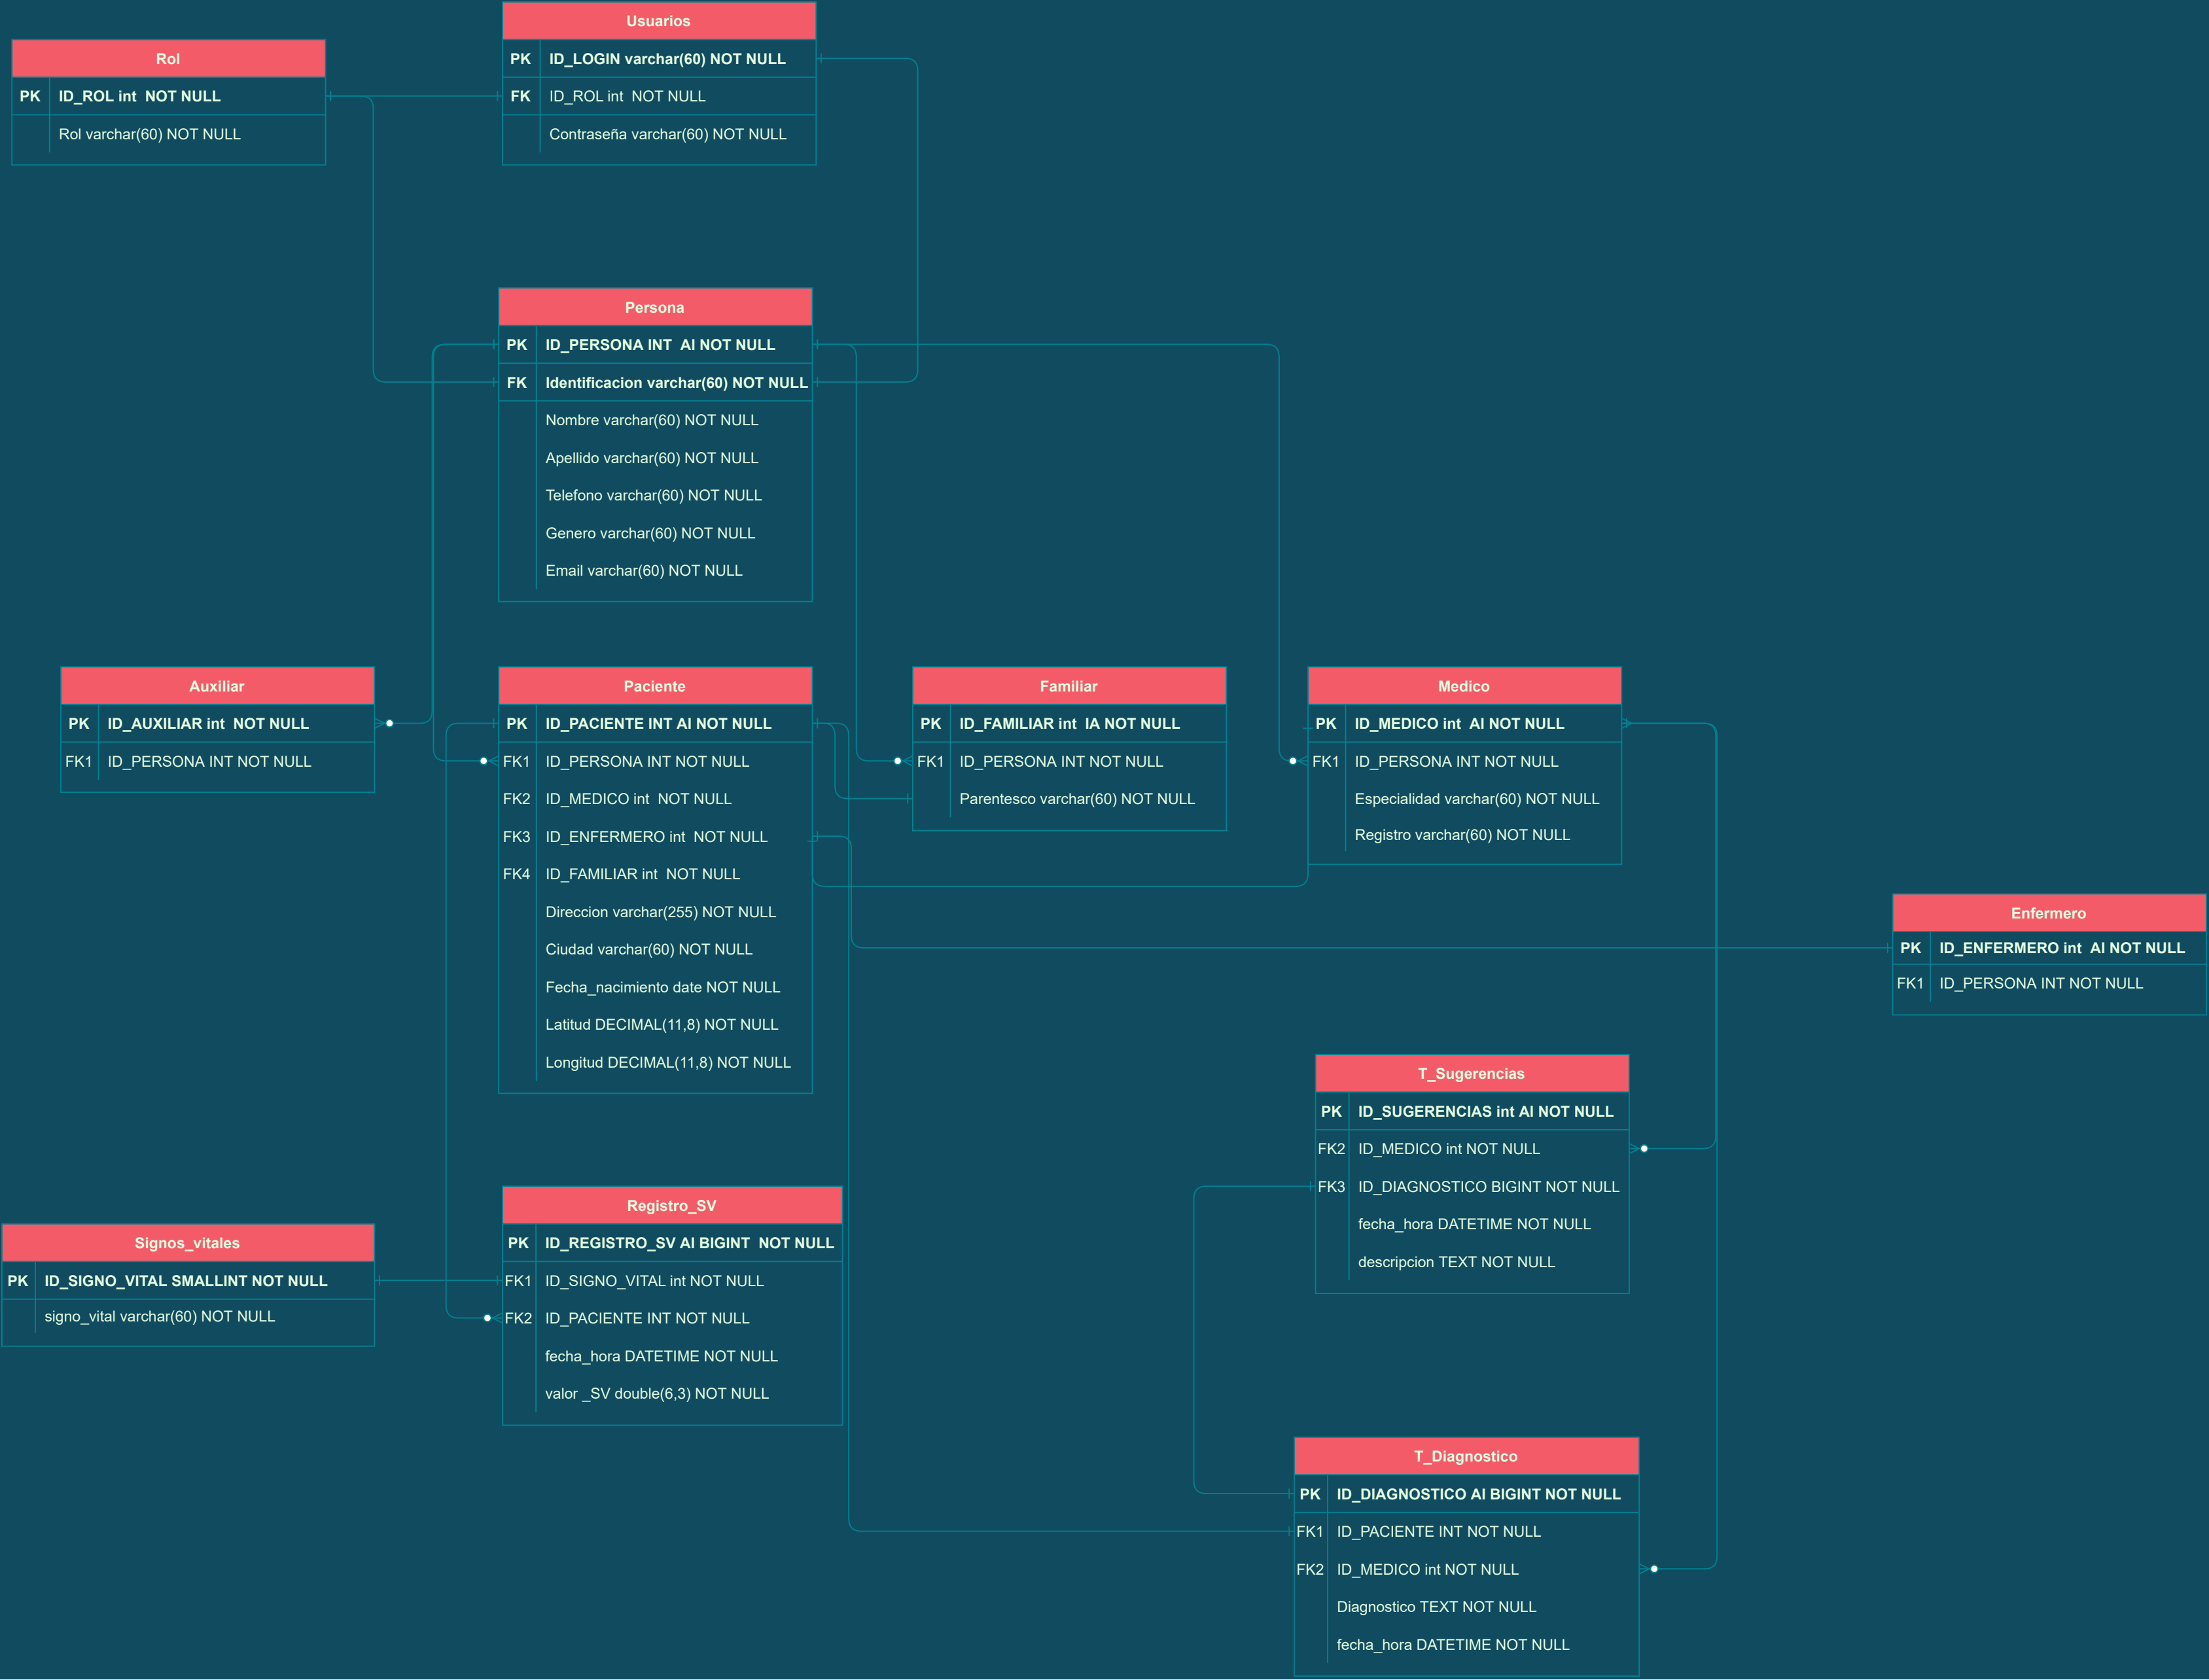 Usuarios
PK ID_LOGIN varchar(60) NOT NULL
FK ID_ROL int NOT NULL
Contraseña varchar(60) NOT NULL
Rol
PK ID_ROL int NOT NULL
Rol varchar(60) NOT NULL
Persona
PK ID_PERSONA INT AI NOT NULL
FK Identificacion varchar(60) NOT NULL
Nombre varchar(60) NOT NULL
Apellido varchar(60) NOT NULL
Telefono varchar(60) NOT NULL
Genero varchar(60) NOT NULL
Email varchar(60) NOT NULL
Auxiliar
PK ID_AUXILIAR int NOT NULL
FK1 ID_PERSONA INT NOT NULL
Paciente
PK ID_PACIENTE INT AI NOT NULL
FK1 ID_PERSONA INT NOT NULL
FK2 ID_MEDICO int NOT NULL
FK3 ID_ENFERMERO int NOT NULL
FK4 ID_FAMILIAR int NOT NULL
Direccion varchar(255) NOT NULL
Ciudad varchar(60) NOT NULL
Fecha_nacimiento date NOT NULL
Latitud DECIMAL(11,8) NOT NULL
Longitud DECIMAL(11,8) NOT NULL
Familiar
PK ID_FAMILIAR int IA NOT NULL
FK1 ID_PERSONA INT NOT NULL
Parentesco varchar(60) NOT NULL
Medico
PK ID_MEDICO int AI NOT NULL
FK1 ID_PERSONA INT NOT NULL
Especialidad varchar(60) NOT NULL
Registro varchar(60) NOT NULL
Enfermero
PK ID_ENFERMERO int AI NOT NULL
FK1 ID_PERSONA INT NOT NULL
T_Sugerencias
PK ID_SUGERENCIAS int AI NOT NULL
FK2 ID_MEDICO int NOT NULL
FK3 ID_DIAGNOSTICO BIGINT NOT NULL
fecha_hora DATETIME NOT NULL
descripcion TEXT NOT NULL
Registro_SV
PK ID_REGISTRO_SV AI BIGINT NOT NULL
FK1 ID_SIGNO_VITAL int NOT NULL
FK2 ID_PACIENTE INT NOT NULL
fecha_hora DATETIME NOT NULL
valor _SV double(6,3) NOT NULL
Signos_vitales
PK ID_SIGNO_VITAL SMALLINT NOT NULL
signo_vital varchar(60) NOT NULL
T_Diagnostico
PK ID_DIAGNOSTICO AI BIGINT NOT NULL
FK1 ID_PACIENTE INT NOT NULL
FK2 ID_MEDICO int NOT NULL
Diagnostico TEXT NOT NULL
fecha_hora DATETIME NOT NULL